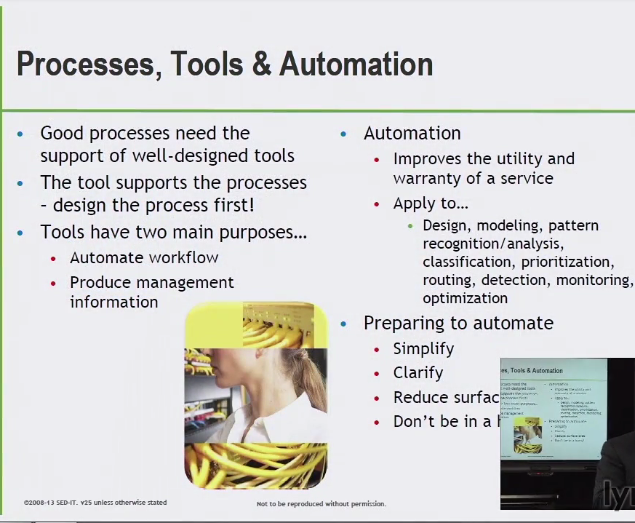 Processes, Tools & Automation
• Good processes need the
support of well-designed tools
• The tool supports the processes
– design the process first!
• Tools have two main purposes…
• Automate workflow
• Produce management
information
• Automation
• Improves the utility and
warranty of a service
• Apply to…
• Design, modeling, pattern
recognition/analysis,
classification, prioritization,
routing, detection, monitoring,
optimization
• Preparing to automate
• Simplify
• Clarify
• Reduce surfac
• Don't be in a
©2008-13 SED-IT. v25 unless otherwise stated
Not to be reproduced without permission.
es, Tools & Automation
lyn